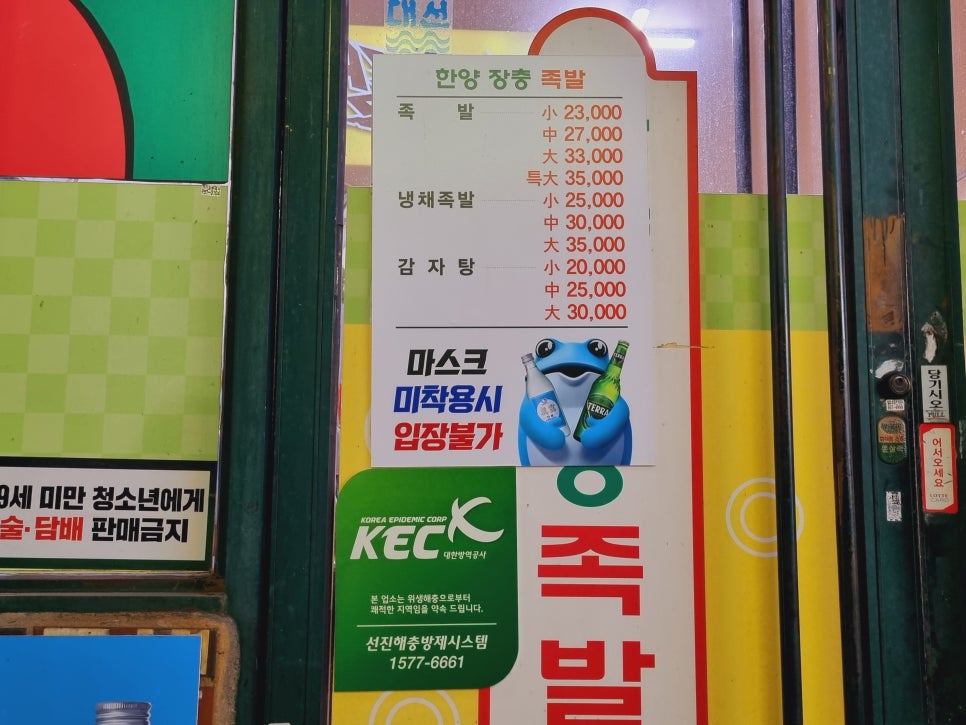 대선
한양 장충 족발
족 발 小 23,000
中 27,000
大 33,000
特大 35,000
냉채족발 小 25,000
中 30,000
大 35,000
감 자 탕 小 20,000
中 25,000
大 30,000
마스크
미착용시
입장불가
TERRA
9세 미만 청소년에게
술·담배 판매금지
KOREA EPIDEMIC CORP
KEC
대한방역공사
본 업소는 위생해충으로부터
쾌적한 지역임을 약속 드립니다.
선진해충방제시스템
1577-6661
족
발
당기시오
PULL
어서오세요
LOTTE